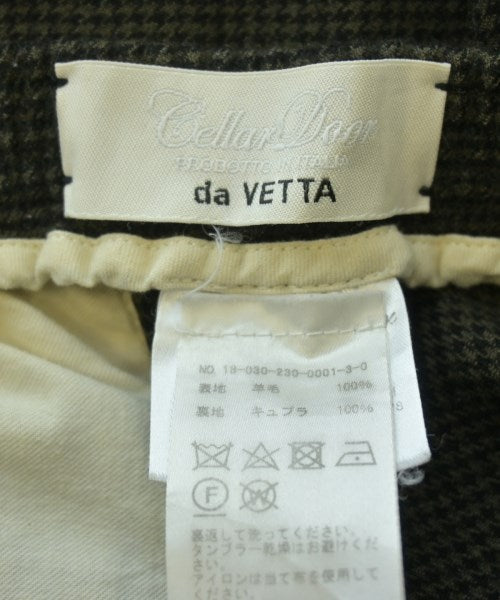 Cellar Door
PRODOTTO IN ITALIA
da VETTA
NO 18-030-230-0001-3-0
表地 羊毛 100%
裏地 キュプラ 100%
8
F
W
裏返して洗ってください。
タンブラー乾燥はお避けくだ
さい。
アイロンは当て布を使用して